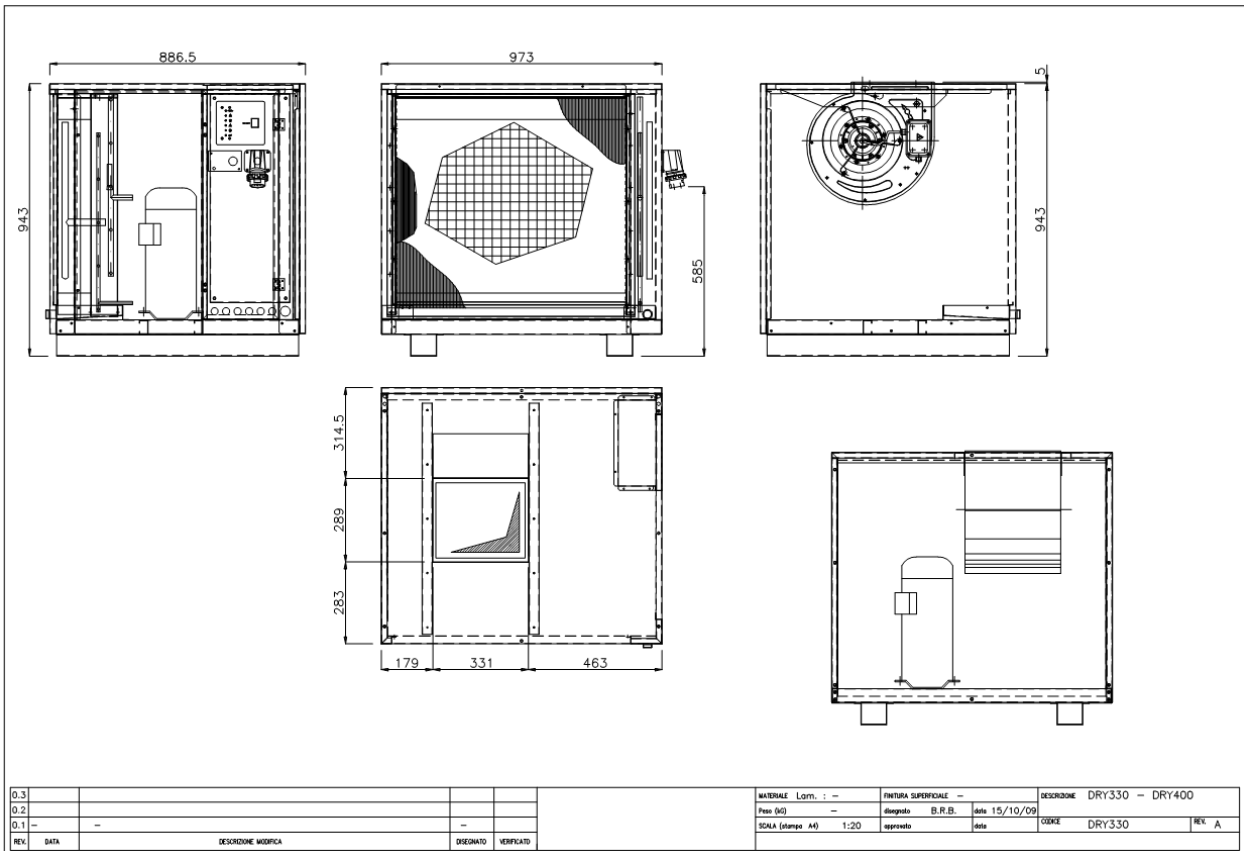 886.5
973
5
943
585
943
314.5
289
283
179
331
463
0.3
0.2
0.1 – – –
REV. DATA DESCRIZIONE MODIFICA DISEGNATO VERIFICATO
MATERIALE Lam. : – FINITURA SUPERFICIALE – DESCRIZIONE DRY330 – DRY400
Peso (kG) – disegnato B.R.B. data 15/10/09
SCALA (stampa A4) 1:20 approvato data CODICE DRY330 REV. A